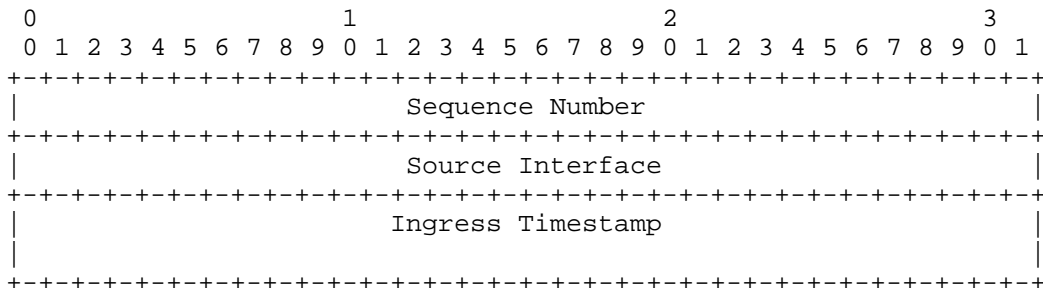 0                   1                   2                   3
 0 1 2 3 4 5 6 7 8 9 0 1 2 3 4 5 6 7 8 9 0 1 2 3 4 5 6 7 8 9 0 1
+-+-+-+-+-+-+-+-+-+-+-+-+-+-+-+-+-+-+-+-+-+-+-+-+-+-+-+-+-+-+-+-+
|                        Sequence Number                        |
+-+-+-+-+-+-+-+-+-+-+-+-+-+-+-+-+-+-+-+-+-+-+-+-+-+-+-+-+-+-+-+-+
|                        Source Interface                       |
+-+-+-+-+-+-+-+-+-+-+-+-+-+-+-+-+-+-+-+-+-+-+-+-+-+-+-+-+-+-+-+-+
|                       Ingress Timestamp                       |
|                                                               |
+-+-+-+-+-+-+-+-+-+-+-+-+-+-+-+-+-+-+-+-+-+-+-+-+-+-+-+-+-+-+-+-+